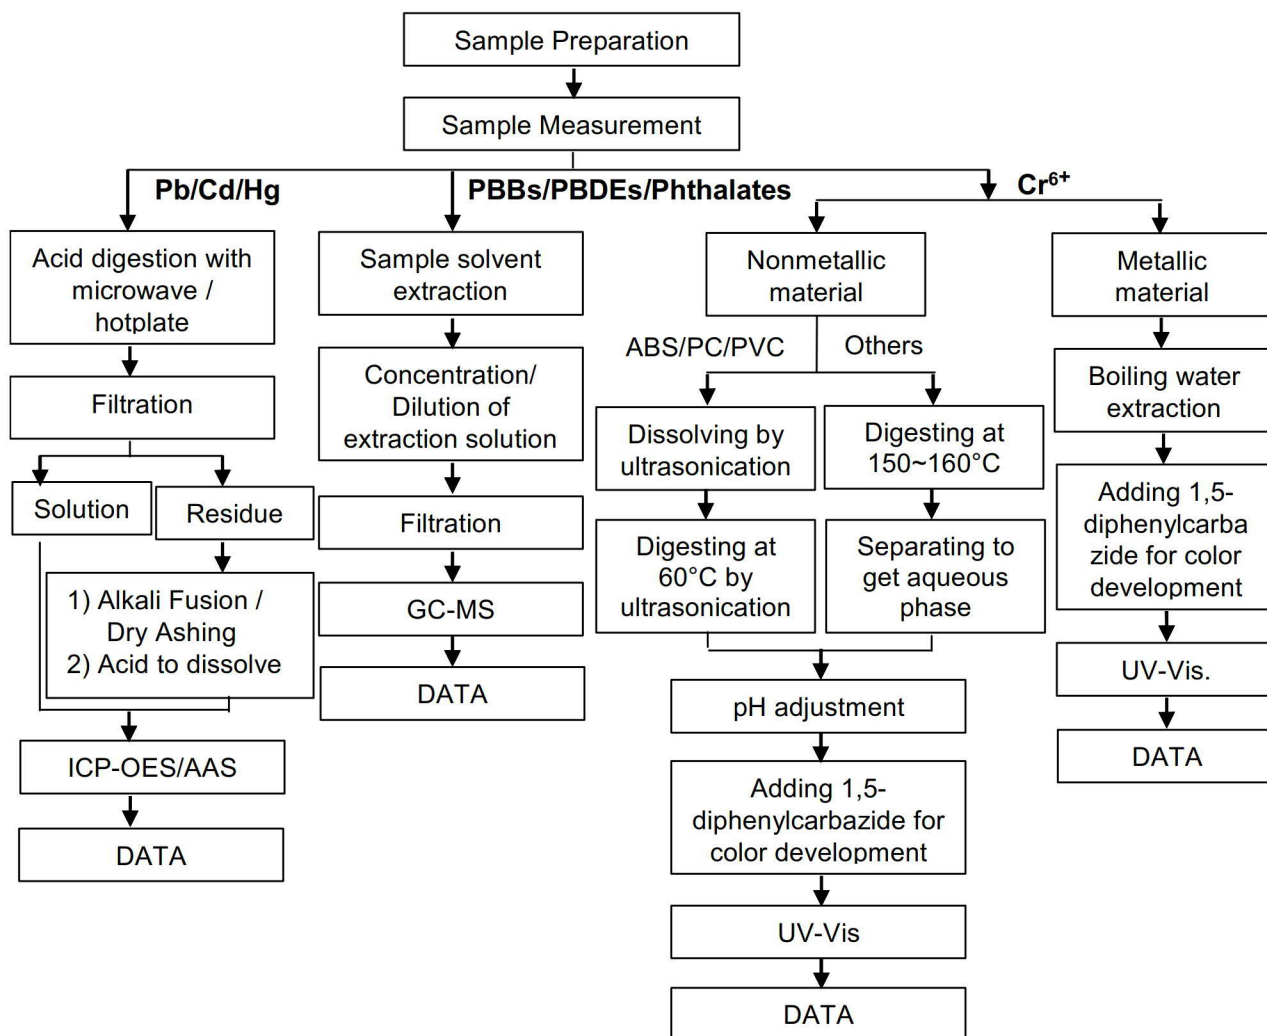 Sample Preparation
Sample Measurement
Pb/Cd/Hg
PBBs/PBDEs/Phthalates
Cr⁶⁺
Acid digestion with
microwave /
hotplate
Filtration
Solution
Residue
1) Alkali Fusion /
Dry Ashing
2) Acid to dissolve
ICP-OES/AAS
DATA
Sample solvent
extraction
Concentration/
Dilution of
extraction solution
Filtration
GC-MS
DATA
Nonmetallic
material
ABS/PC/PVC
Others
Dissolving by
ultrasonication
Digesting at
60°C by
ultrasonication
Digesting at
150~160°C
Separating to
get aqueous
phase
pH adjustment
Adding 1,5-
diphenylcarbazide for
color development
UV-Vis
DATA
Metallic
material
Boiling water
extraction
Adding 1,5-
diphenylcarba
zide for color
development
UV-Vis.
DATA